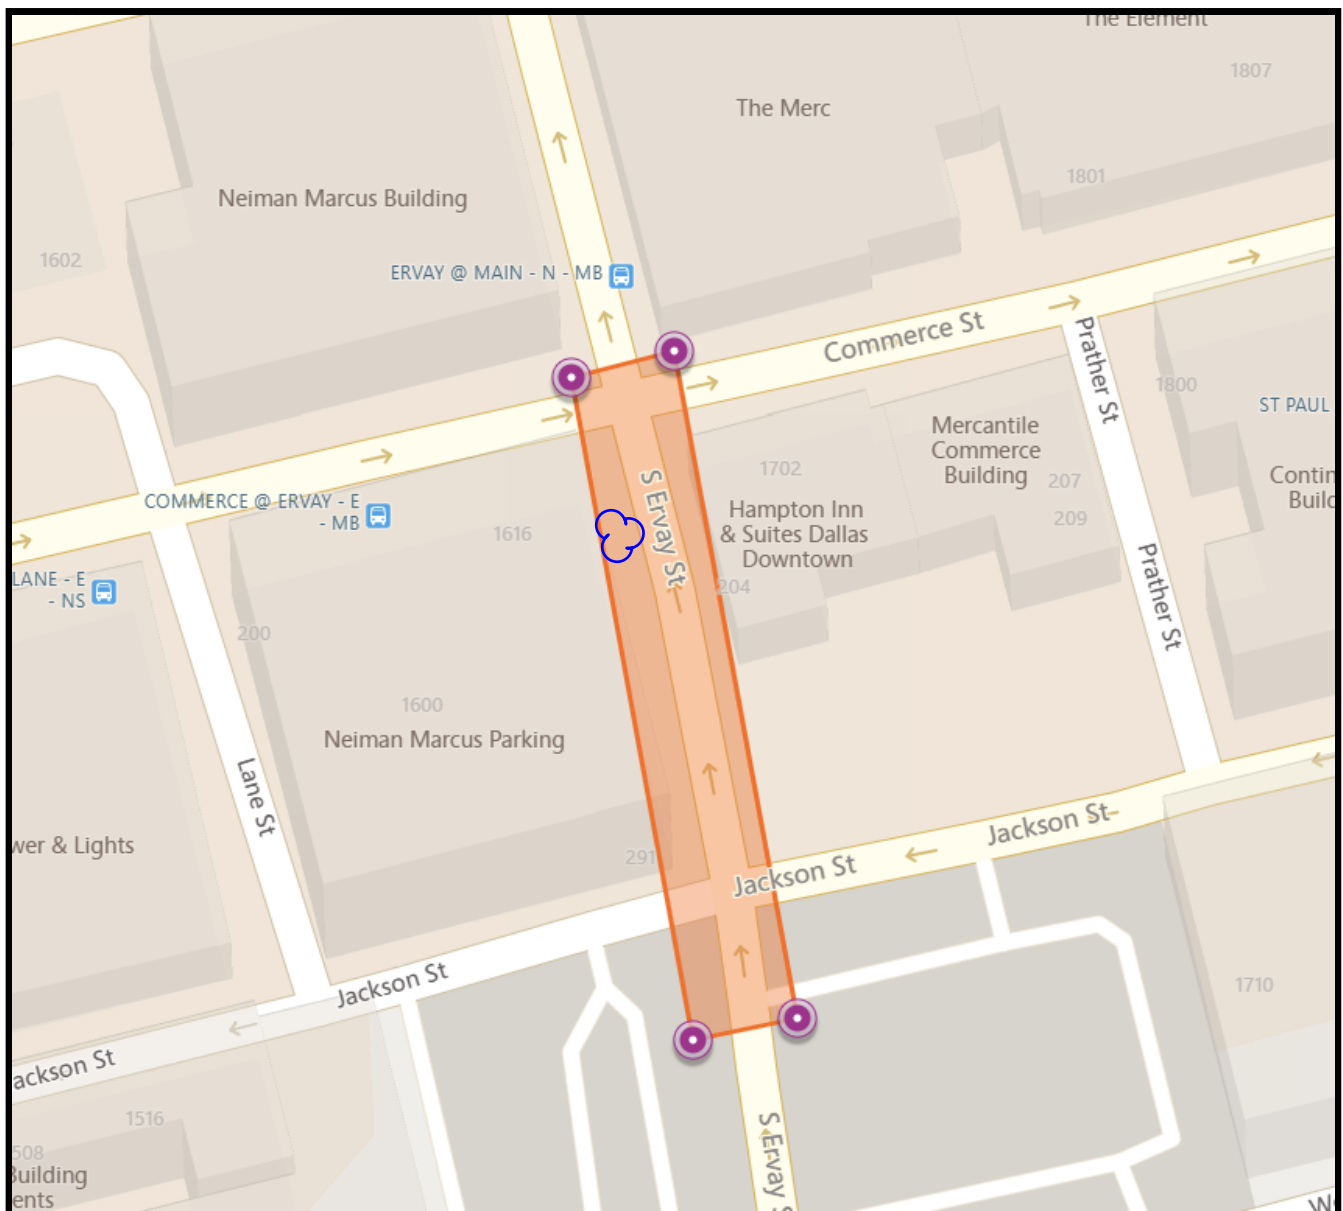 The Element
1807
The Merc
1801
Neiman Marcus Building
1602
ERVAY @ MAIN - N - MB
Commerce St
Prather St
1800
ST PAUL
Mercantile
Commerce
Building
1702
207
209
S Ervay St
Hampton Inn
& Suites Dallas
Downtown
204
COMMERCE @ ERVAY - E
- MB
1616
LANE - E
- NS
200
Prather St
1600
Neiman Marcus Parking
Lane St
wer & Lights
291
Jackson St
Jackson St
Jackson St
1710
ackson St
1516
508
Building
ents
S Ervay S